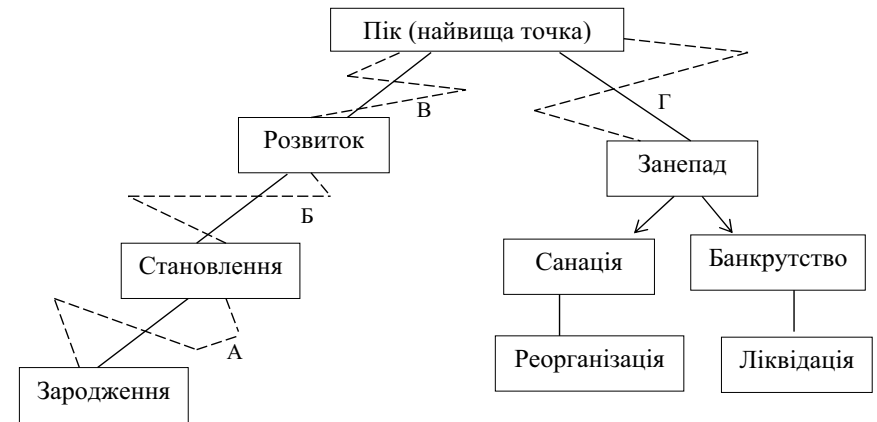 Пік (найвища точка)
В
Г
Розвиток
Занепад
Б
Становлення
Санація
Банкрутство
А
Реорганізація
Ліквідація
Зародження